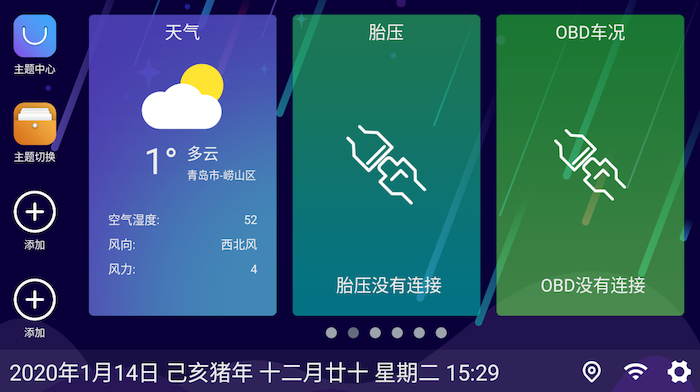 主题中心
主题切换
添加
添加
天气
1° 多云
青岛市-崂山区
空气湿度: 52
风向: 西北风
风力: 4
胎压
胎压没有连接
OBD车况
OBD没有连接
2020年1月14日 己亥猪年 十二月廿十 星期二 15:29